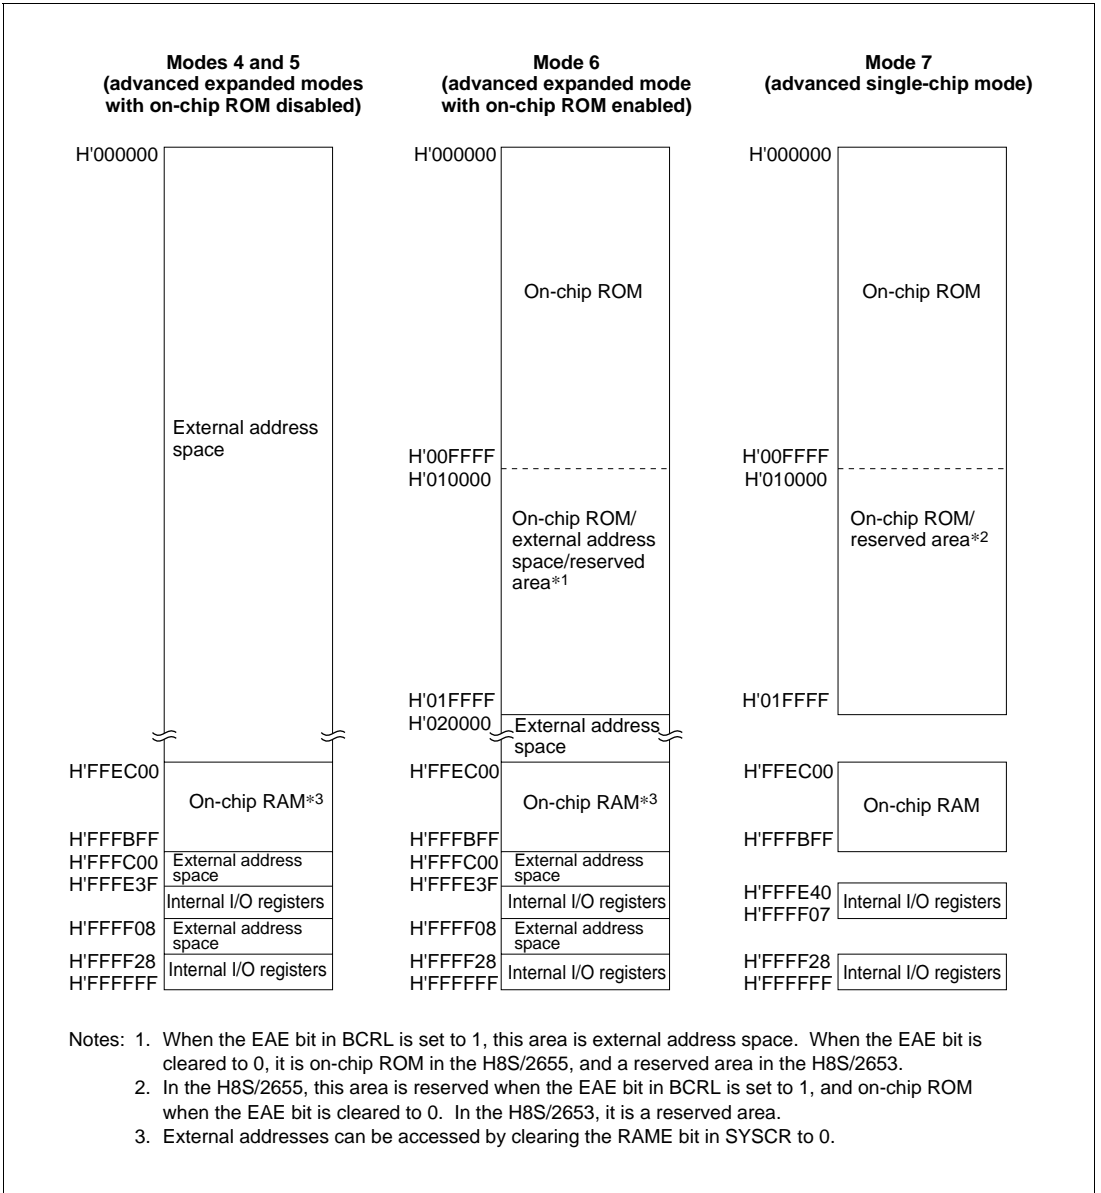 Modes 4 and 5
(advanced expanded modes
with on-chip ROM disabled)
H'000000
External address
space
H'FFEC00
On-chip RAM*3
H'FFFBFF
H'FFFC00
External address
space
H'FFFE3F
Internal I/O registers
H'FFFF08
External address
space
H'FFFF28
Internal I/O registers
H'FFFFFF
Mode 6
(advanced expanded mode
with on-chip ROM enabled)
H'000000
On-chip ROM
H'00FFFF
H'010000
On-chip ROM/
external address
space/reserved
area*1
H'01FFFF
H'020000
External address
space
H'FFEC00
On-chip RAM*3
H'FFFBFF
H'FFFC00
External address
space
H'FFFE3F
Internal I/O registers
H'FFFF08
External address
space
H'FFFF28
Internal I/O registers
H'FFFFFF
Mode 7
(advanced single-chip mode)
H'000000
On-chip ROM
H'00FFFF
H'010000
On-chip ROM/
reserved area*2
H'01FFFF
H'FFEC00
On-chip RAM
H'FFFBFF
H'FFFE40
Internal I/O registers
H'FFFF07
H'FFFF28
Internal I/O registers
H'FFFFFF
Notes: 1. When the EAE bit in BCRL is set to 1, this area is external address space. When the EAE bit is
cleared to 0, it is on-chip ROM in the H8S/2655, and a reserved area in the H8S/2653.
2. In the H8S/2655, this area is reserved when the EAE bit in BCRL is set to 1, and on-chip ROM
when the EAE bit is cleared to 0. In the H8S/2653, it is a reserved area.
3. External addresses can be accessed by clearing the RAME bit in SYSCR to 0.